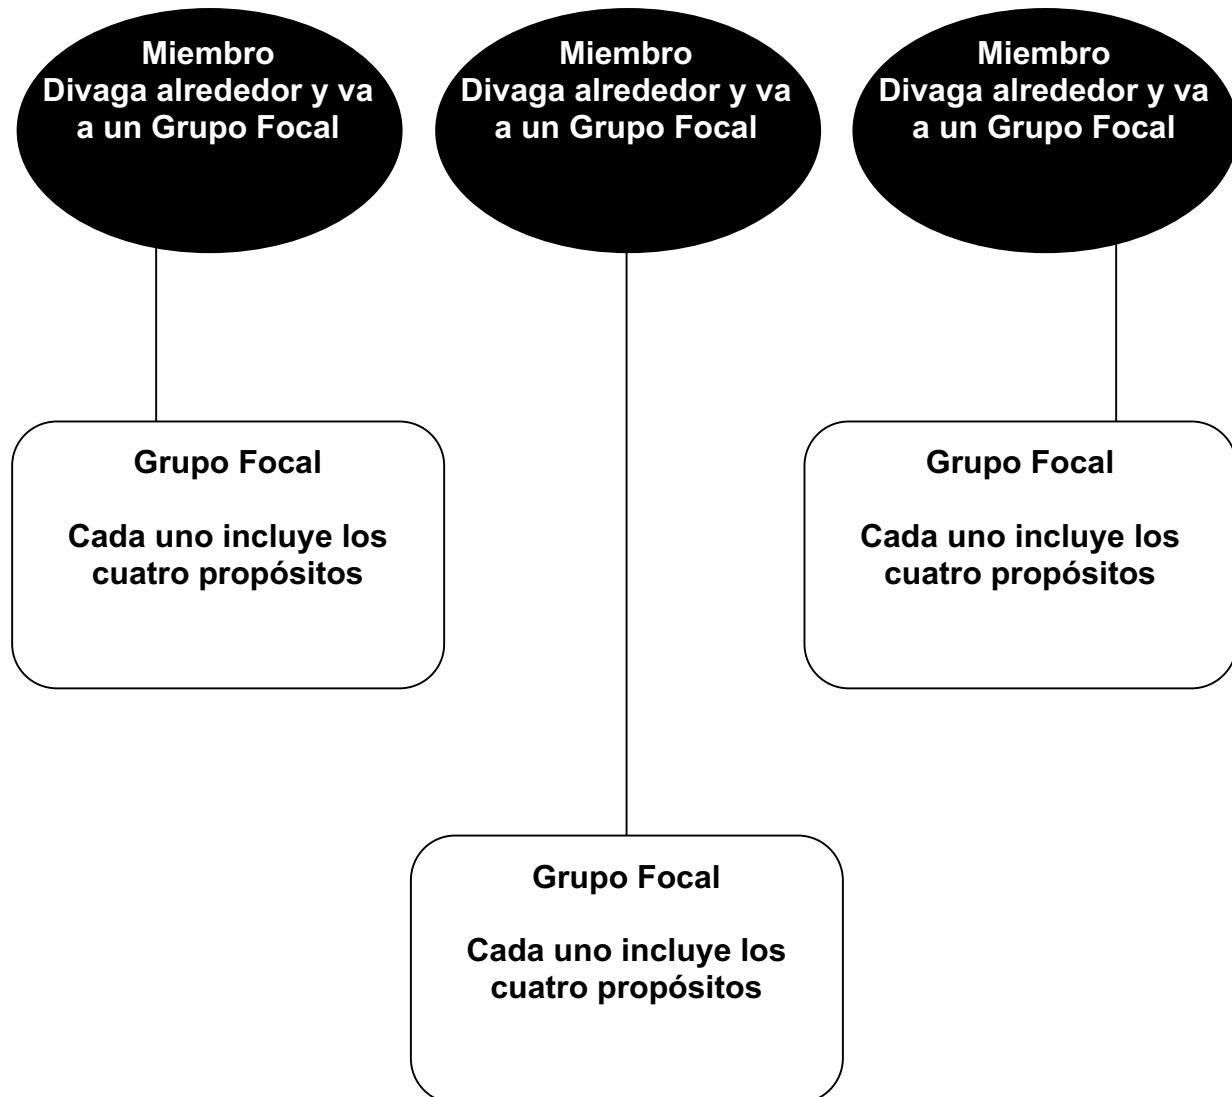 Miembro
Divaga alrededor y va
a un Grupo Focal
Miembro
Divaga alrededor y va
a un Grupo Focal
Miembro
Divaga alrededor y va
a un Grupo Focal
Grupo Focal
Cada uno incluye los
cuatro propósitos
Grupo Focal
Cada uno incluye los
cuatro propósitos
Grupo Focal
Cada uno incluye los
cuatro propósitos